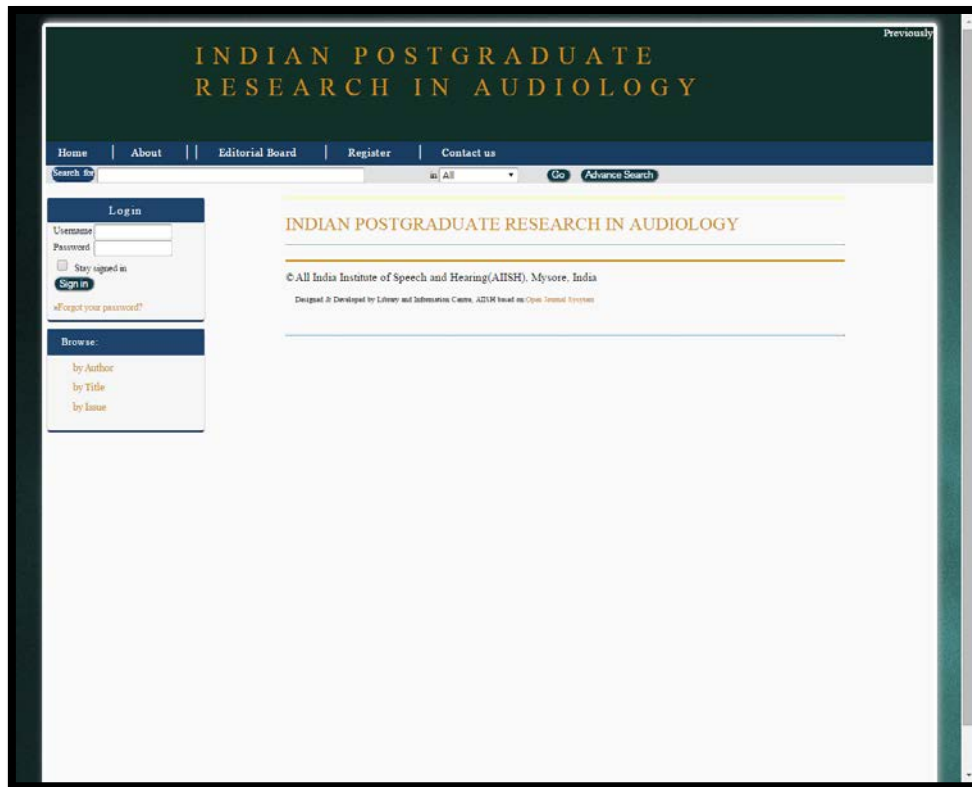 Previously
INDIAN POSTGRADUATE
RESEARCH IN AUDIOLOGY
Home | About | | Editorial Board | Register | Contact us
Search for in All Go Advance Search
Login
Username
Password
Stay signed in
Sign in
»Forgot your password?
Browse:
by Author
by Title
by Issue
INDIAN POSTGRADUATE RESEARCH IN AUDIOLOGY
© All India Institute of Speech and Hearing(AIISH), Mysore, India
Designed & Developed by Library and Information Centre, AIISH based on Open Journal